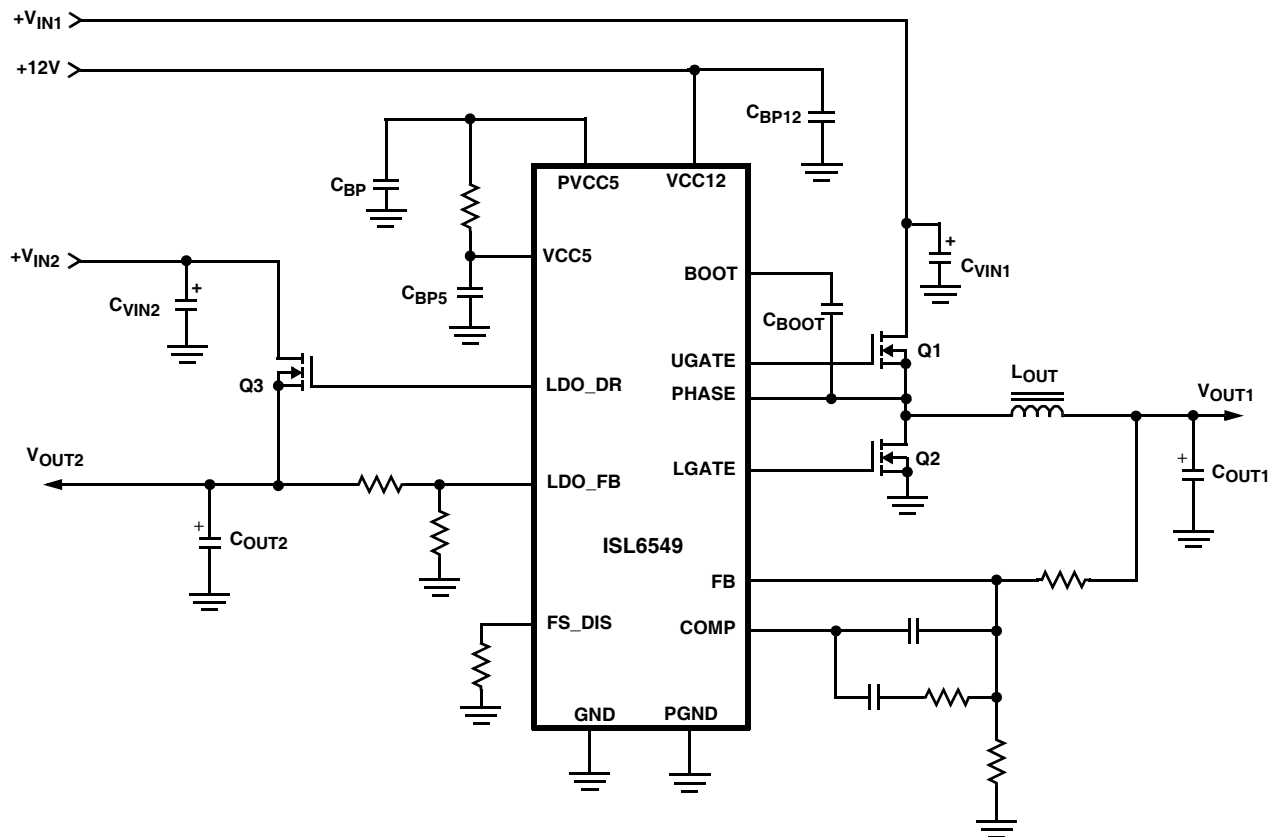 +VIN1
+12V
CBP12
PVCC5
VCC12
CBP
+VIN2
VCC5
BOOT
CVIN1
CVIN2
CBP5
CBOOT
UGATE
Q1
Q3
LDO_DR
PHASE
LOUT
VOUT1
VOUT2
LDO_FB
LGATE
Q2
COUT1
COUT2
ISL6549
FB
FS_DIS
COMP
GND
PGND